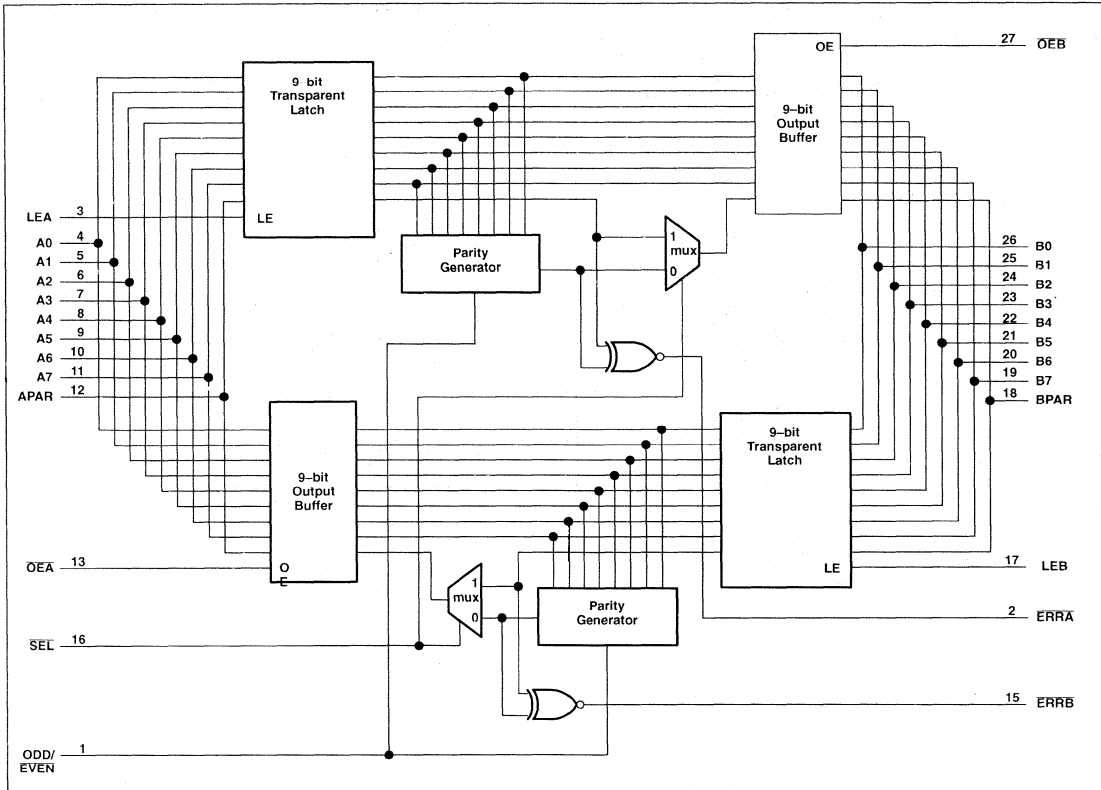 OE
27
OEB
9–bit
Transparent
Latch
9–bit
Output
Buffer
LEA
3
LE
A0
4
A1
5
A2
6
A3
7
A4
8
A5
9
A6
10
A7
11
APAR
12
Parity
Generator
1
mux
0
26
B0
25
B1
24
B2
23
B3
22
B4
21
B5
20
B6
19
B7
18
BPAR
9–bit
Output
Buffer
9–bit
Transparent
Latch
OEA
13
O
E
LE
17
LEB
1
mux
0
Parity
Generator
2
ERRA
SEL
16
15
ERRB
ODD/
EVEN
1